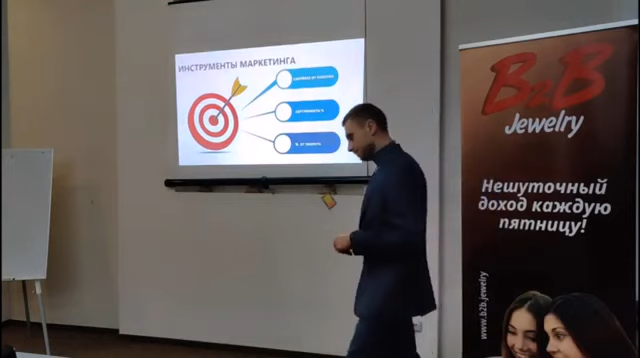 ИНСТРУМЕНТЫ МАРКЕТИНГА
B2B
Jewelry
Нешуточный
доход каждую
пятницу!
www.b2b.jewelry